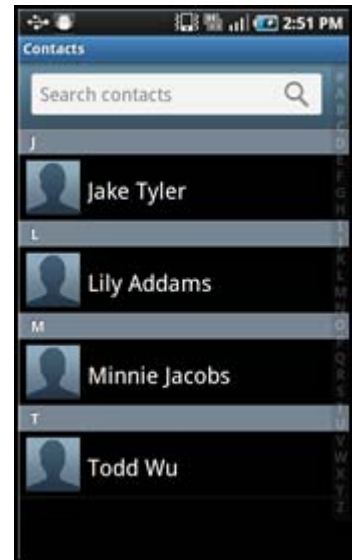 2:51 PM
Contacts
Search contacts
J
Jake Tyler
L
Lily Addams
M
Minnie Jacobs
T
Todd Wu
#
A
B
C
D
E
F
G
H
I
J
K
L
M
N
O
P
Q
R
S
T
U
V
W
X
Y
Z